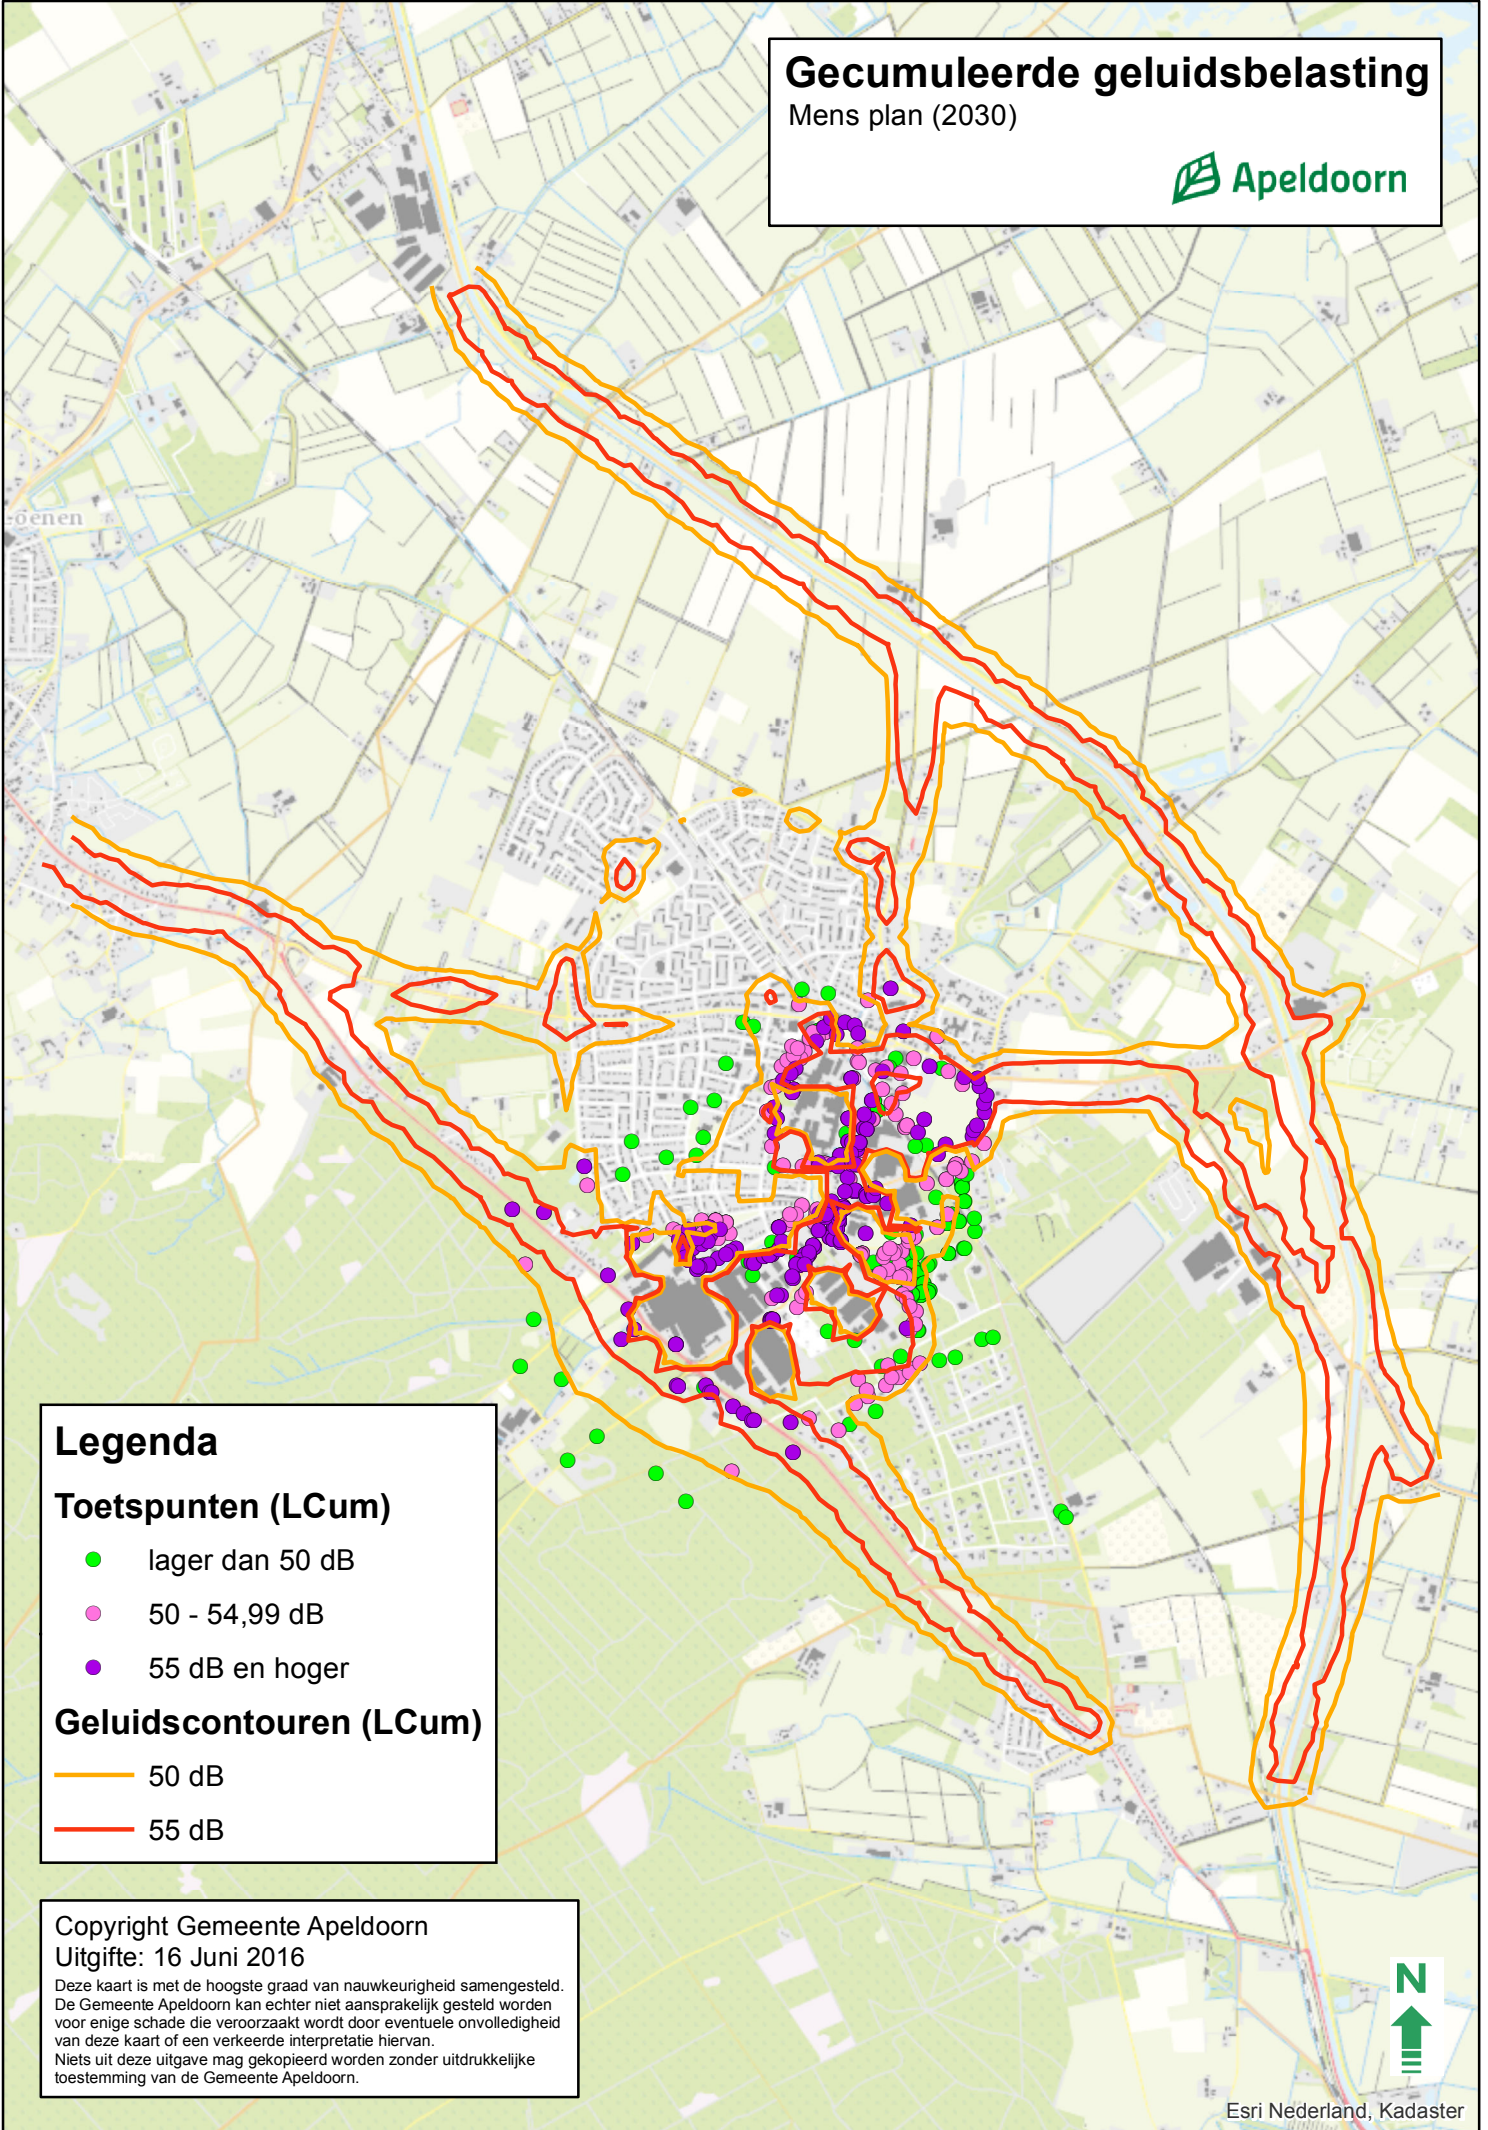 Gecumuleerde geluidsbelasting
Mens plan (2030)
Apeldoorn
Legenda
Toetspunten (LCum)
lager dan 50 dB
50 - 54,99 dB
55 dB en hoger
Geluidscontouren (LCum)
50 dB
55 dB
Copyright Gemeente Apeldoorn
Uitgifte: 16 Juni 2016
Deze kaart is met de hoogste graad van nauwkeurigheid samengesteld.
De Gemeente Apeldoorn kan echter niet aansprakelijk gesteld worden
voor enige schade die veroorzaakt wordt door eventuele onvolledigheid
van deze kaart of een verkeerde interpretatie hiervan.
Niets uit deze uitgave mag gekopieerd worden zonder uitdrukkelijke
toestemming van de Gemeente Apeldoorn.
N
Esri Nederland, Kadaster